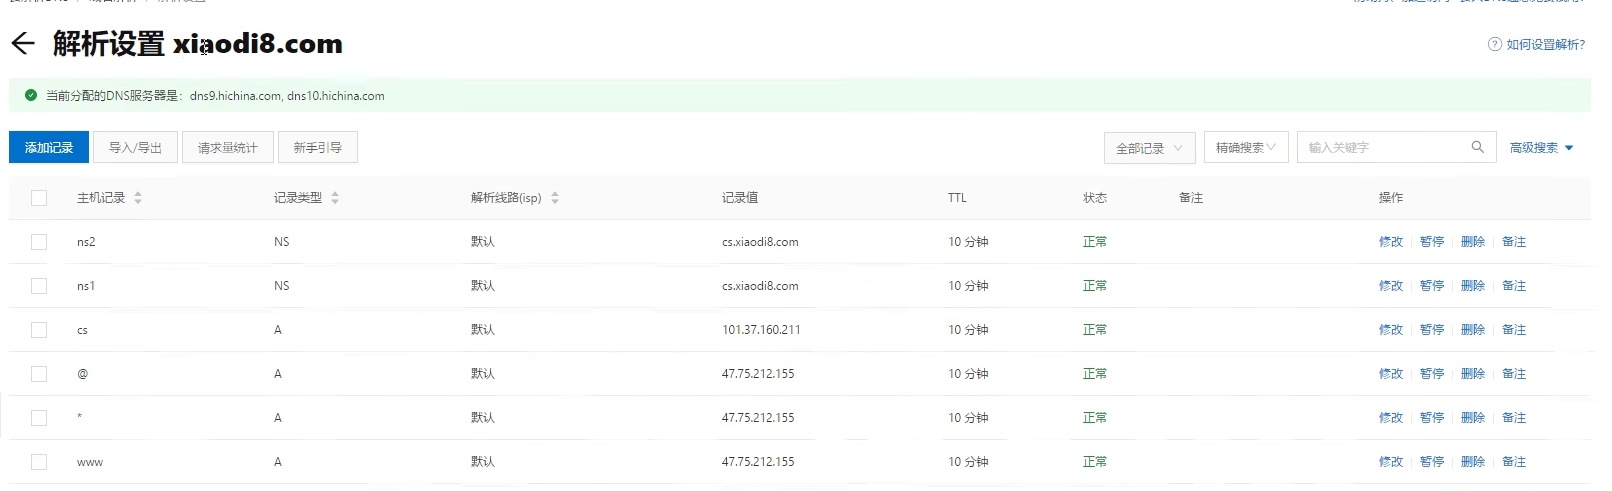 解析设置 xiaodi8.com
如何设置解析?
当前分配的DNS服务器是: dns9.hichina.com, dns10.hichina.com
添加记录 导入/导出 请求量统计 新手引导 全部记录 精确搜索 输入关键字 高级搜索
主机记录 记录类型 解析线路(isp) 记录值 TTL 状态 备注 操作
ns2 NS 默认 cs.xiaodi8.com 10 分钟 正常 修改 暂停 删除 备注
ns1 NS 默认 cs.xiaodi8.com 10 分钟 正常 修改 暂停 删除 备注
cs A 默认 101.37.160.211 10 分钟 正常 修改 暂停 删除 备注
@ A 默认 47.75.212.155 10 分钟 正常 修改 暂停 删除 备注
* A 默认 47.75.212.155 10 分钟 正常 修改 暂停 删除 备注
www A 默认 47.75.212.155 10 分钟 正常 修改 暂停 删除 备注